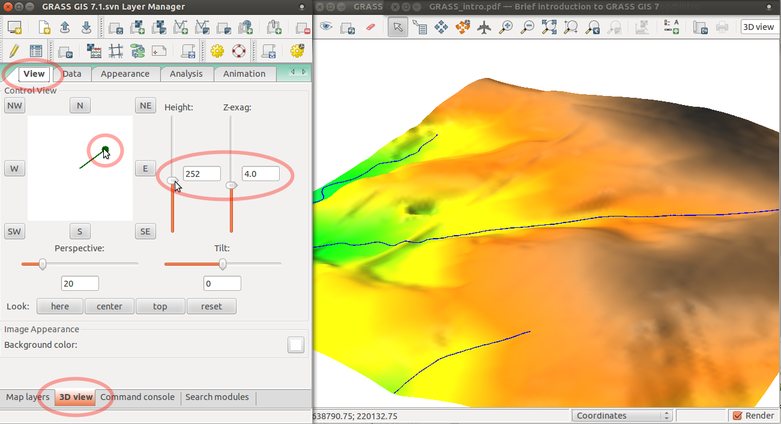 GRASS GIS 7.1.svn Layer Manager
GRASS
GRASS_intro.pdf — Brief introduction to GRASS GIS 7
3D view
View Data Appearance Analysis Animation
Control View
NW N NE Height: Z-exag:
W E 252 4.0
SW S SE
Perspective: Tilt:
20 0
Look: here center top reset
Image Appearance
Background color:
Map layers 3D view Command console Search modules
638790.75; 220132.75 Coordinates Render